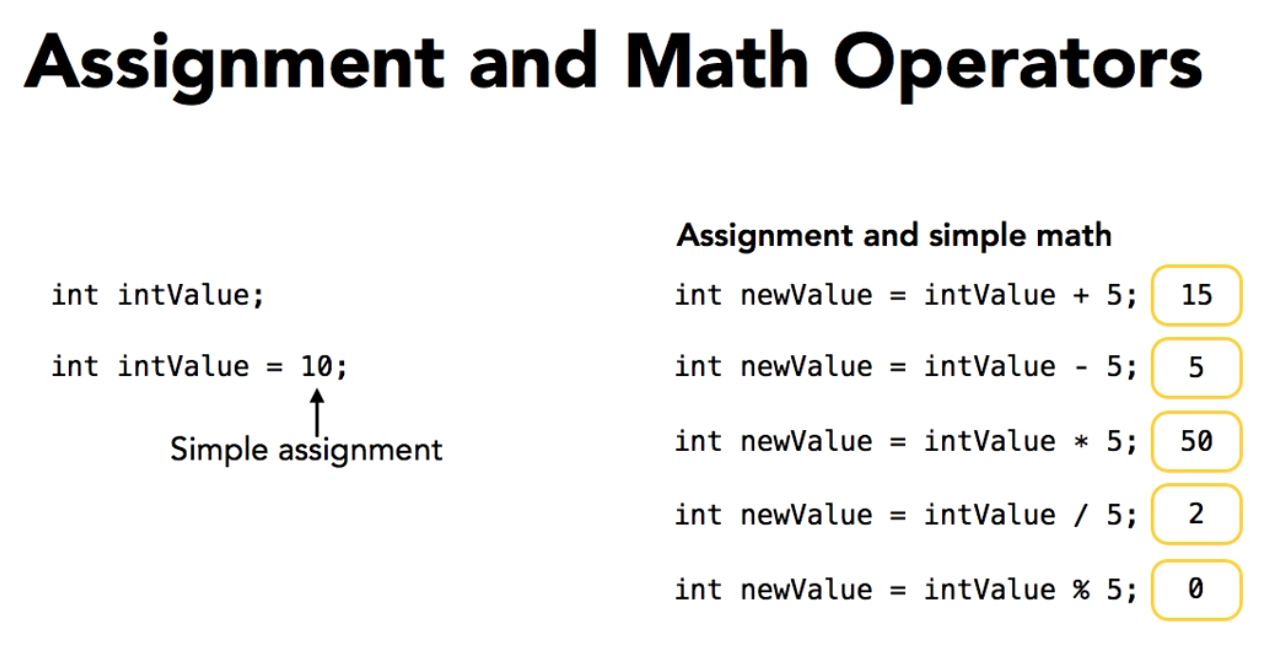 Assignment and Math Operators
int intValue;
int intValue = 10;
Simple assignment
Assignment and simple math
int newValue = intValue + 5; 15
int newValue = intValue - 5; 5
int newValue = intValue * 5; 50
int newValue = intValue / 5; 2
int newValue = intValue % 5; 0